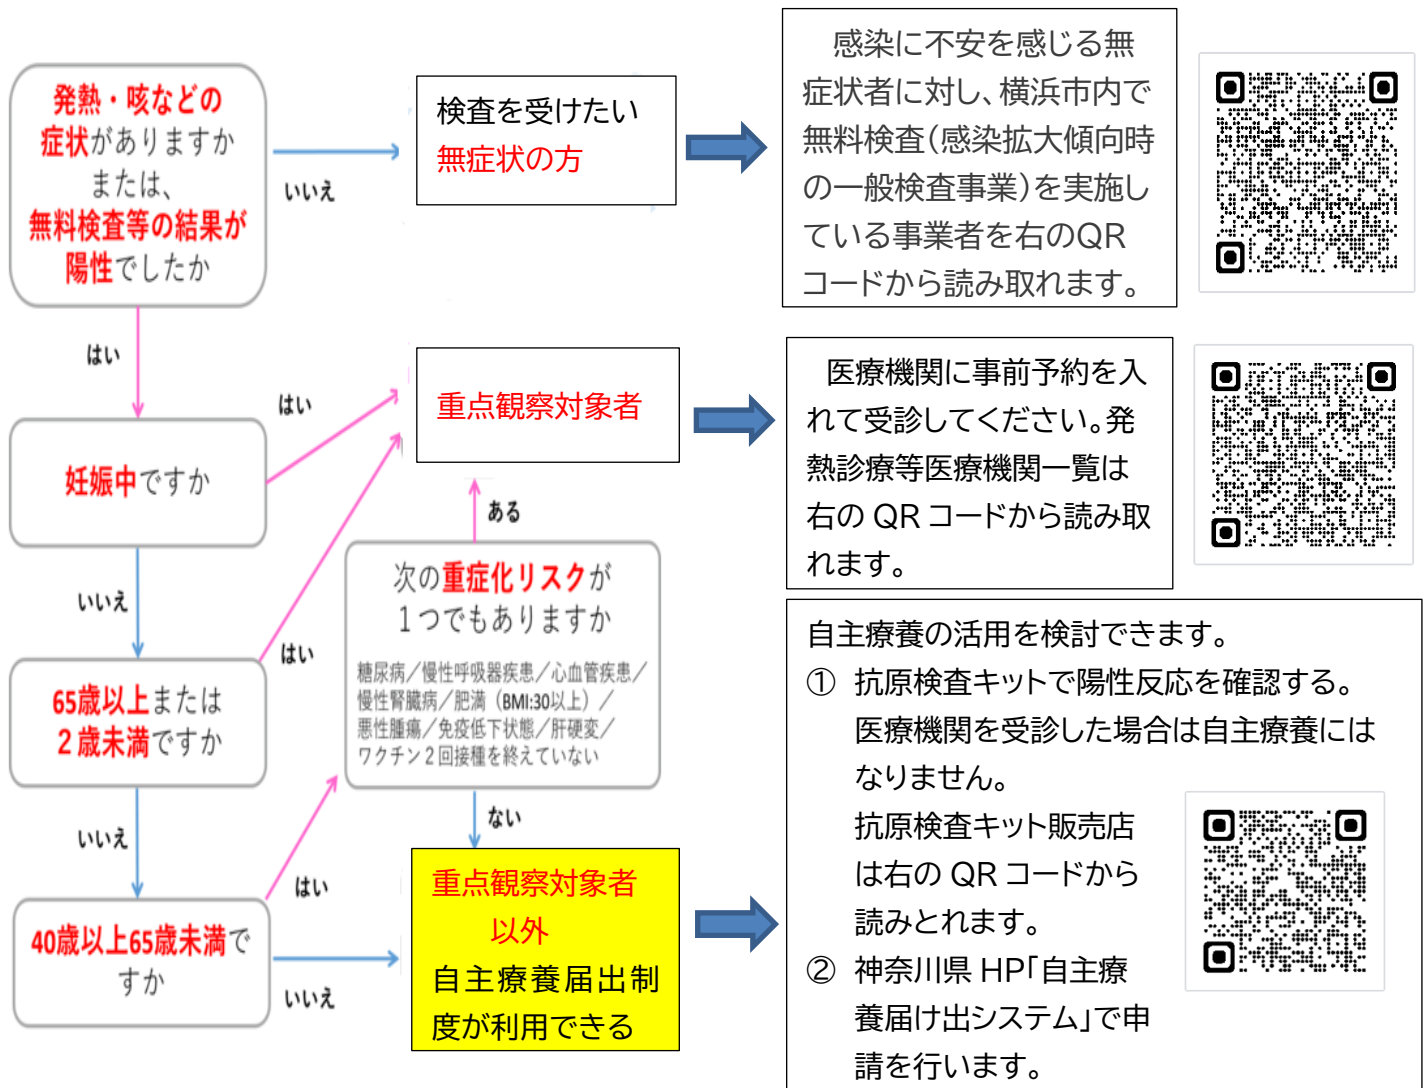 発熱・咳などの
症状がありますか
または、
無料検査等の結果が
陽性でしたか
いいえ
検査を受けたい
無症状の方
感染に不安を感じる無
症状者に対し、横浜市内で
無料検査(感染拡大傾向時
の一般検査事業)を実施し
ている事業者を右のQR
コードから読み取れます。
はい
妊娠中ですか
はい
重点観察対象者
医療機関に事前予約を入
れて受診してください。発
熱診療等医療機関一覧は
右の QR コードから読み取
れます。
いいえ
65歳以上または
2歳未満ですか
はい
ある
次の重症化リスクが
1つでもありますか
糖尿病/慢性呼吸器疾患/心血管疾患/
慢性腎臓病/肥満(BMI:30以上)/
悪性腫瘍/免疫低下状態/肝硬変/
ワクチン2回接種を終えていない
ない
いいえ
40歳以上65歳未満で
すか
はい
いいえ
重点観察対象者
以外
自主療養届出制
度が利用できる
自主療養の活用を検討できます。
① 抗原検査キットで陽性反応を確認する。
医療機関を受診した場合は自主療養には
なりません。
抗原検査キット販売店
は右の QR コードから
読みとれます。
② 神奈川県 HP「自主療
養届け出システム」で申
請を行います。